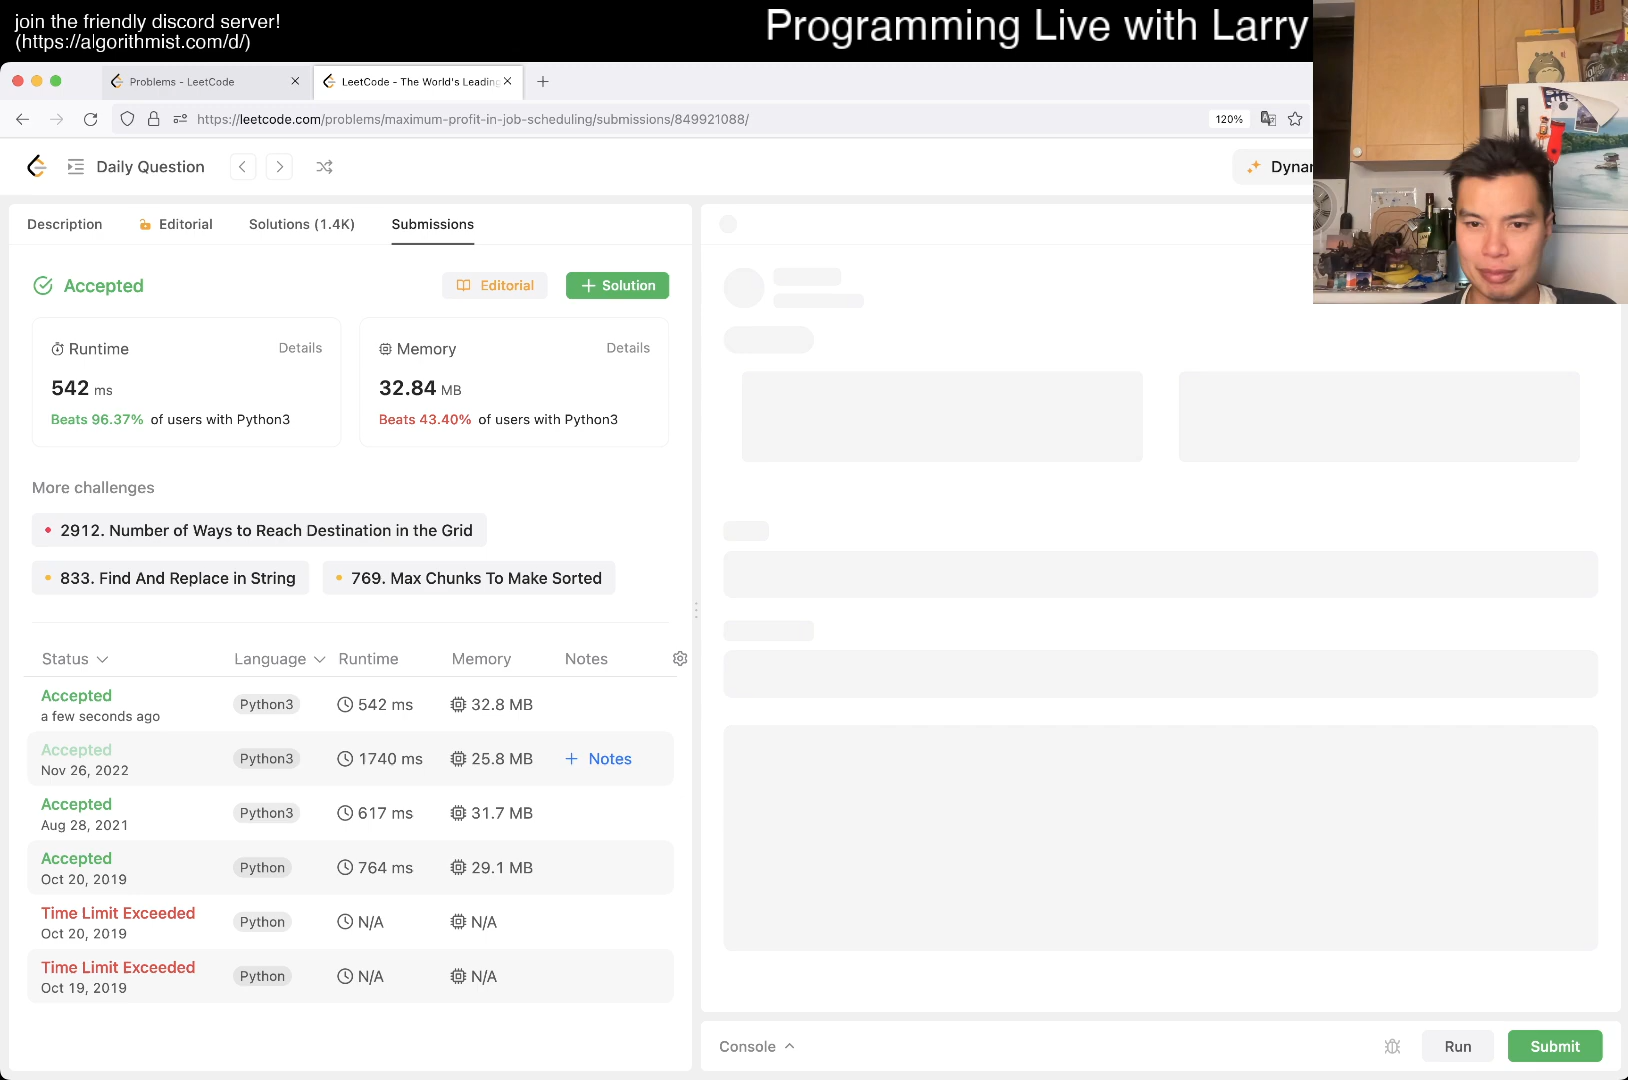 join the friendly discord server!
(https://algorithmist.com/d/)
Programming Live with Larry
Problems - LeetCode
LeetCode - The World's Leading
https://leetcode.com/problems/maximum-profit-in-job-scheduling/submissions/849921088/
120%
Daily Question
Dynam
Description
Editorial
Solutions (1.4K)
Submissions
Accepted
Editorial
+ Solution
Runtime
Details
542 ms
Beats 96.37% of users with Python3
Memory
Details
32.84 MB
Beats 43.40% of users with Python3
More challenges
2912. Number of Ways to Reach Destination in the Grid
833. Find And Replace in String
769. Max Chunks To Make Sorted
Status
Language
Runtime
Memory
Notes
Accepted
a few seconds ago
Python3
542 ms
32.8 MB
Accepted
Nov 26, 2022
Python3
1740 ms
25.8 MB
+ Notes
Accepted
Aug 28, 2021
Python3
617 ms
31.7 MB
Accepted
Oct 20, 2019
Python
764 ms
29.1 MB
Time Limit Exceeded
Oct 20, 2019
Python
N/A
N/A
Time Limit Exceeded
Oct 19, 2019
Python
N/A
N/A
Console
Run
Submit